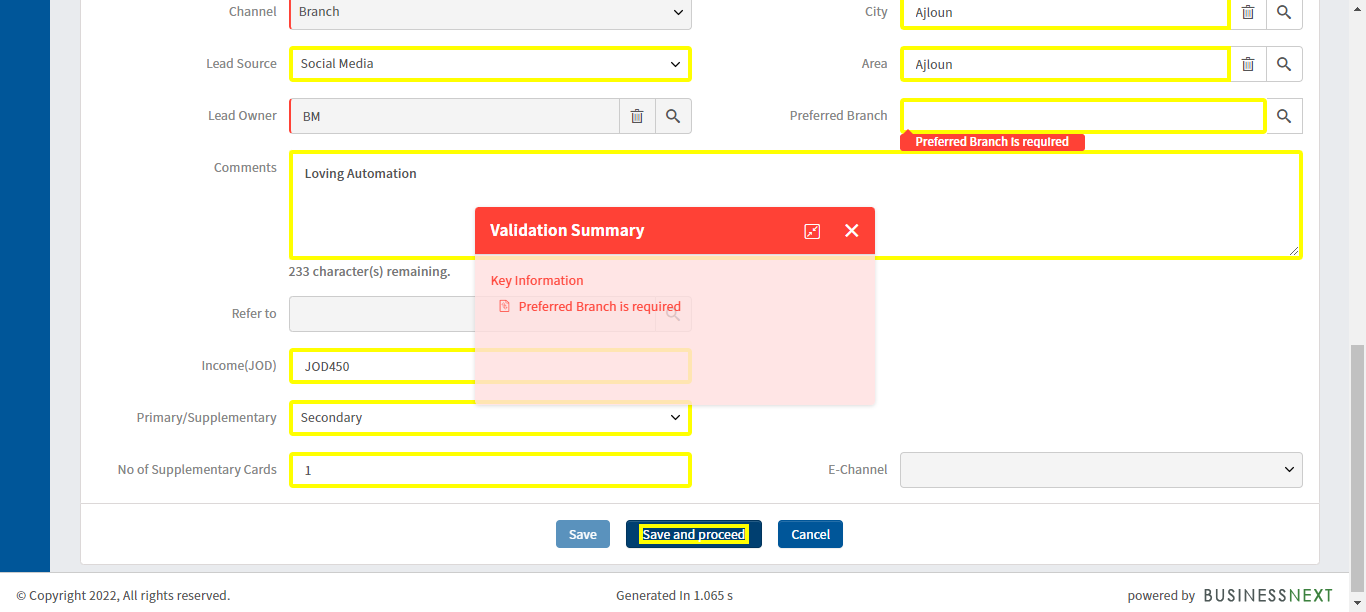 Channel
Branch
City
Ajloun
Lead Source
Social Media
Area
Ajloun
Lead Owner
BM
Preferred Branch
Preferred Branch is required
Comments
Loving Automation
Validation Summary
233 character(s) remaining.
Key Information
Preferred Branch is required
Refer to
Income(JOD)
JOD450
Primary/Supplementary
Secondary
No of Supplementary Cards
1
E-Channel
Save
Save and proceed
Cancel
© Copyright 2022, All rights reserved.
Generated In 1.065 s
powered by BUSINESSNEXT